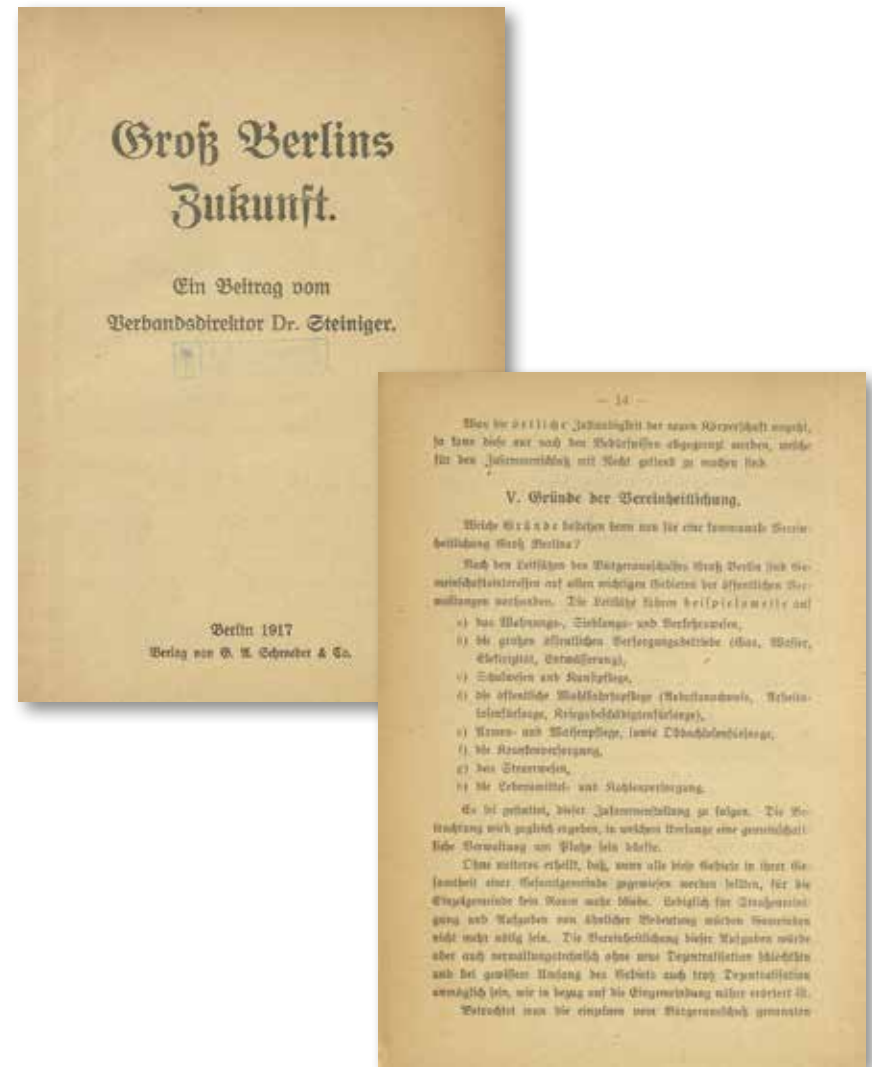 Groß Berlins
Zukunft.
Ein Beitrag vom
Verbandsdirektor Dr. Steiniger.
Berlin 1917
Verlag von G. A. Schwabe & Co.
— 14 —
Was die örtliche Zuständigkeit der neuen Körperschaft angeht,
so kann diese nur nach den Bedürfnissen abgegrenzt werden, welche
für den Zusammenschluß mit Recht geltend zu machen sind.
V. Gründe der Vereinheitlichung.
Welche Gründe bestehen denn nun für eine kommunale Verein-
heitlichung Groß Berlins?
Nach den Leitsätzen des Bürgerausschusses Groß Berlin sind Ge-
meinschaftsinteressen auf allen wichtigen Gebieten der öffentlichen Ver-
waltungen vorhanden. Die Leitsätze führen beispielsweise auf
a) das Wohnungs-, Siedlungs- und Verkehrswesen,
b) die großen öffentlichen Versorgungsbetriebe (Gas, Wasser,
Elektrizität, Entwässerung),
c) Schulwesen und Kunstpflege,
d) die öffentliche Wohlfahrtspflege (Arbeitsnachweis, Arbeits-
losenfürsorge, Kriegsbeschädigtenfürsorge),
e) Armen- und Waisenpflege, sowie Obdachlosenfürsorge,
f) die Krankenversorgung,
g) das Steuerwesen,
h) die Lebensmittel- und Kohlenversorgung.
Es sei gestattet, dieser Zusammenstellung zu folgen. Die Be-
trachtung wird zugleich ergeben, in welchem Umfange eine gemeinschaft-
liche Verwaltung am Platze sein dürfte.
Ohne weiteres erhellt, daß, wenn alle diese Gebiete in ihrer Ge-
samtheit einer Gesamtgemeinde zugewiesen werden sollten, für die
Einzelgemeinde kein Raum mehr bliebe. Lediglich für Straßenreini-
gung und Aufgaben von ähnlicher Bedeutung würden Gemeinden
nicht mehr nötig sein. Die Vereinheitlichung dieser Aufgaben würde
aber auch verwaltungstechnisch ohne neue Dezentralisation schlechthin
und bei gewissem Umfang des Gebiets auch trotz Dezentralisation
unmöglich sein, wie in bezug auf die Eingemeindung näher erörtert ist.
Betrachtet man die einzelnen vom Bürgerausschuß genannten